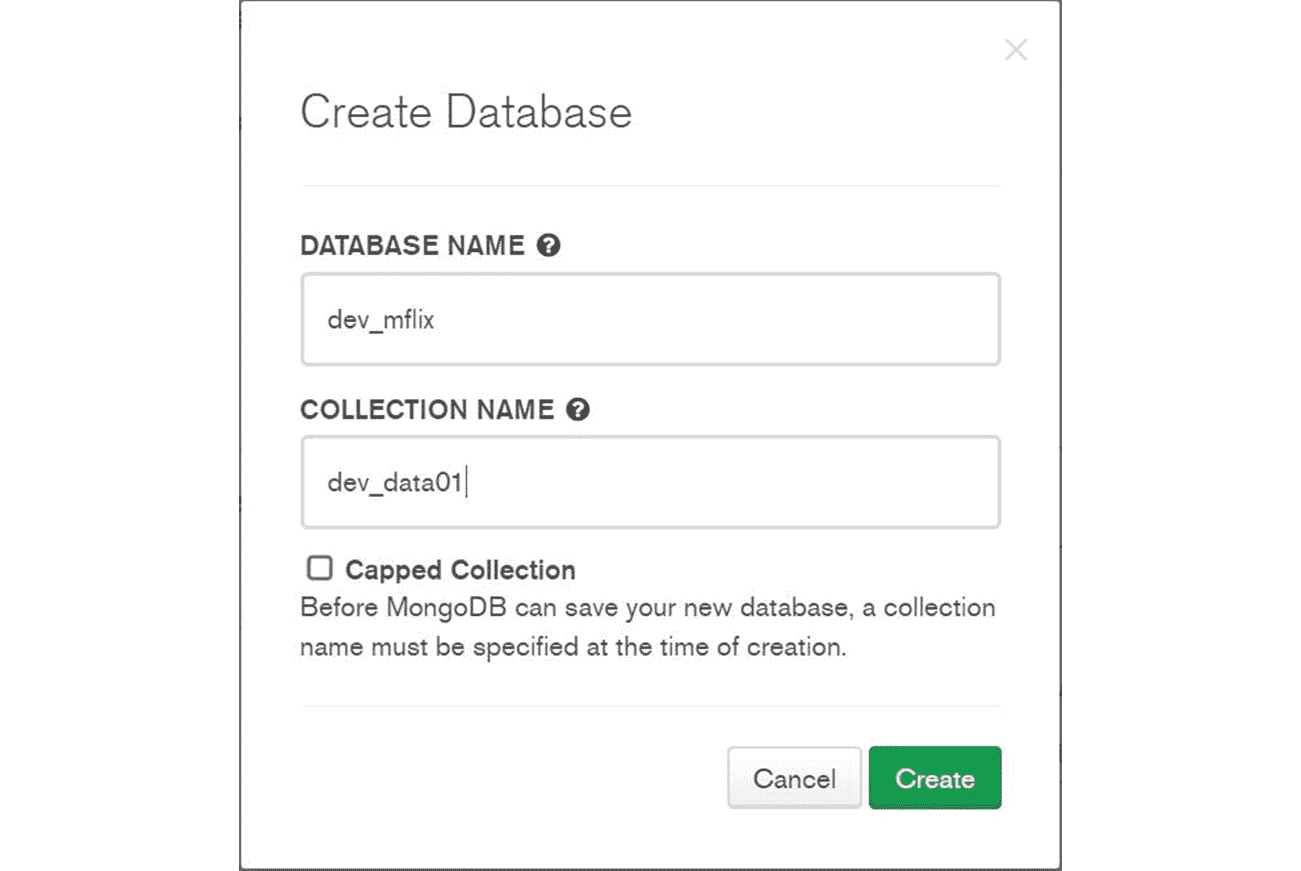 Create Database
DATABASE NAME ?
dev_mflix
COLLECTION NAME ?
dev_data01
Capped Collection
Before MongoDB can save your new database, a collection
name must be specified at the time of creation.
Cancel Create